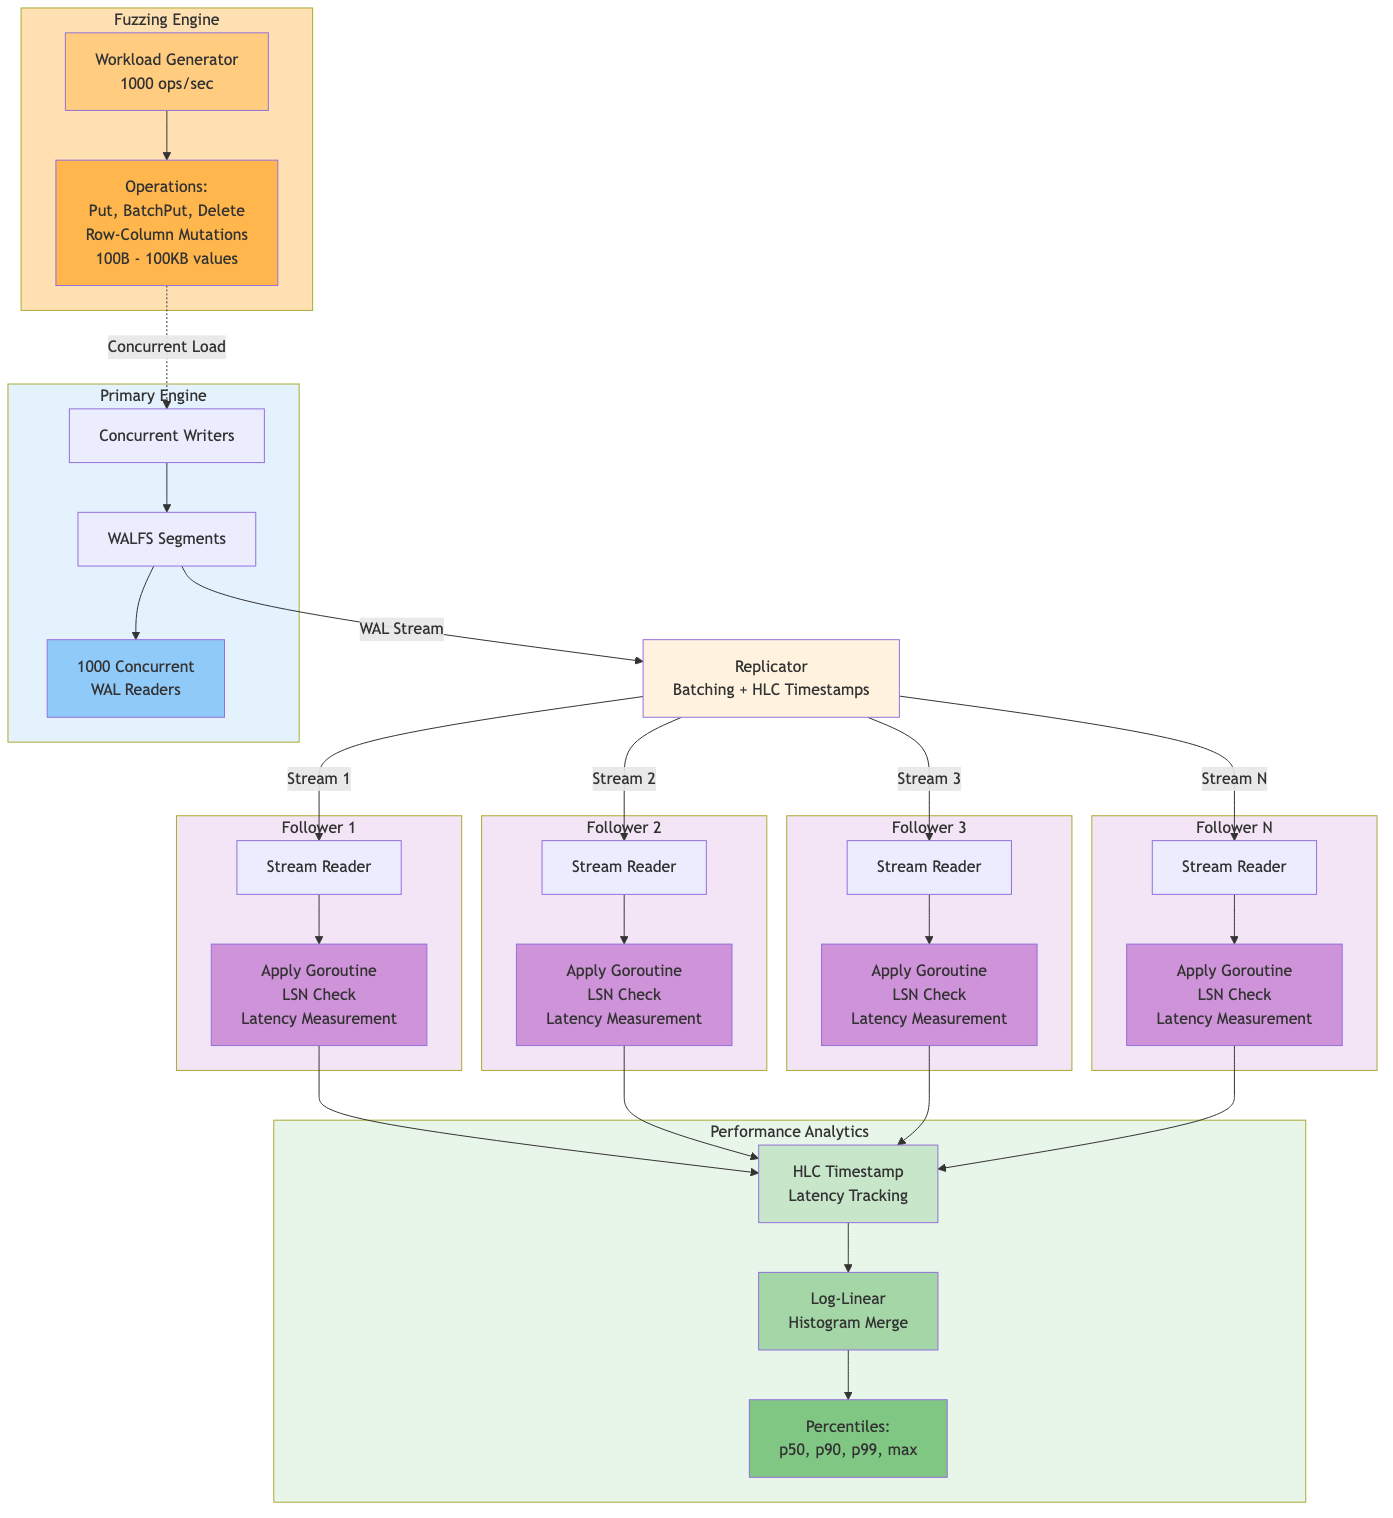 Fuzzing Engine
Workload Generator
1000 ops/sec
Operations:
Put, BatchPut, Delete
Row-Column Mutations
100B - 100KB values
Concurrent Load
Primary Engine
Concurrent Writers
WALFS Segments
1000 Concurrent
WAL Readers
WAL Stream
Replicator
Batching + HLC Timestamps
Stream 1
Stream 2
Stream 3
Stream N
Follower 1
Stream Reader
Apply Goroutine
LSN Check
Latency Measurement
Follower 2
Stream Reader
Apply Goroutine
LSN Check
Latency Measurement
Follower 3
Stream Reader
Apply Goroutine
LSN Check
Latency Measurement
Follower N
Stream Reader
Apply Goroutine
LSN Check
Latency Measurement
Performance Analytics
HLC Timestamp
Latency Tracking
Log-Linear
Histogram Merge
Percentiles:
p50, p90, p99, max